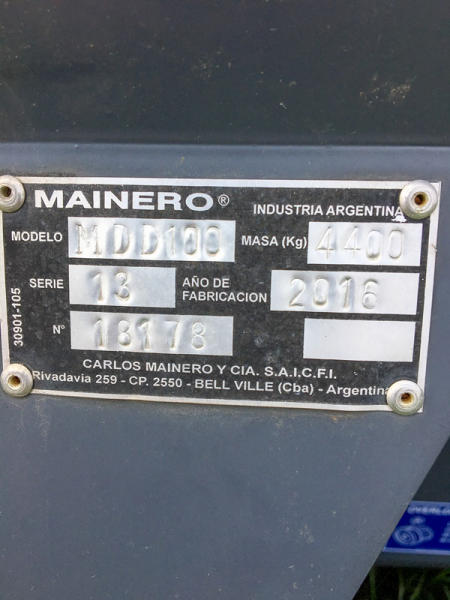 MAINERO®
INDUSTRIA ARGENTINA
MODELO MDD100 MASA (Kg) 4400
SERIE 13 AÑO DE FABRICACION 2016
Nº 18178
30901-105
CARLOS MAINERO Y CIA. S.A.I.C.F.I.
Rivadavia 259 - CP. 2550 - BELL VILLE (Cba) - Argentina